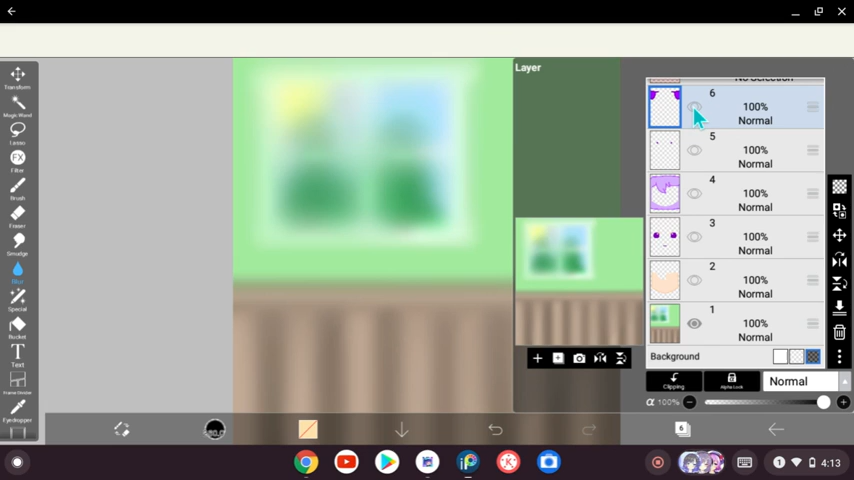 Layer
No Selection
6
100%
Normal
5
100%
Normal
4
100%
Normal
3
100%
Normal
2
100%
Normal
1
100%
Normal
Background
Clipping
Alpha Lock
Normal
α 100%
Transform
Magic Wand
Lasso
FX
Filter
Brush
Eraser
Smudge
Blur
Special
Bucket
T
Text
Frame Divider
Eyedropper
6
1
4:13